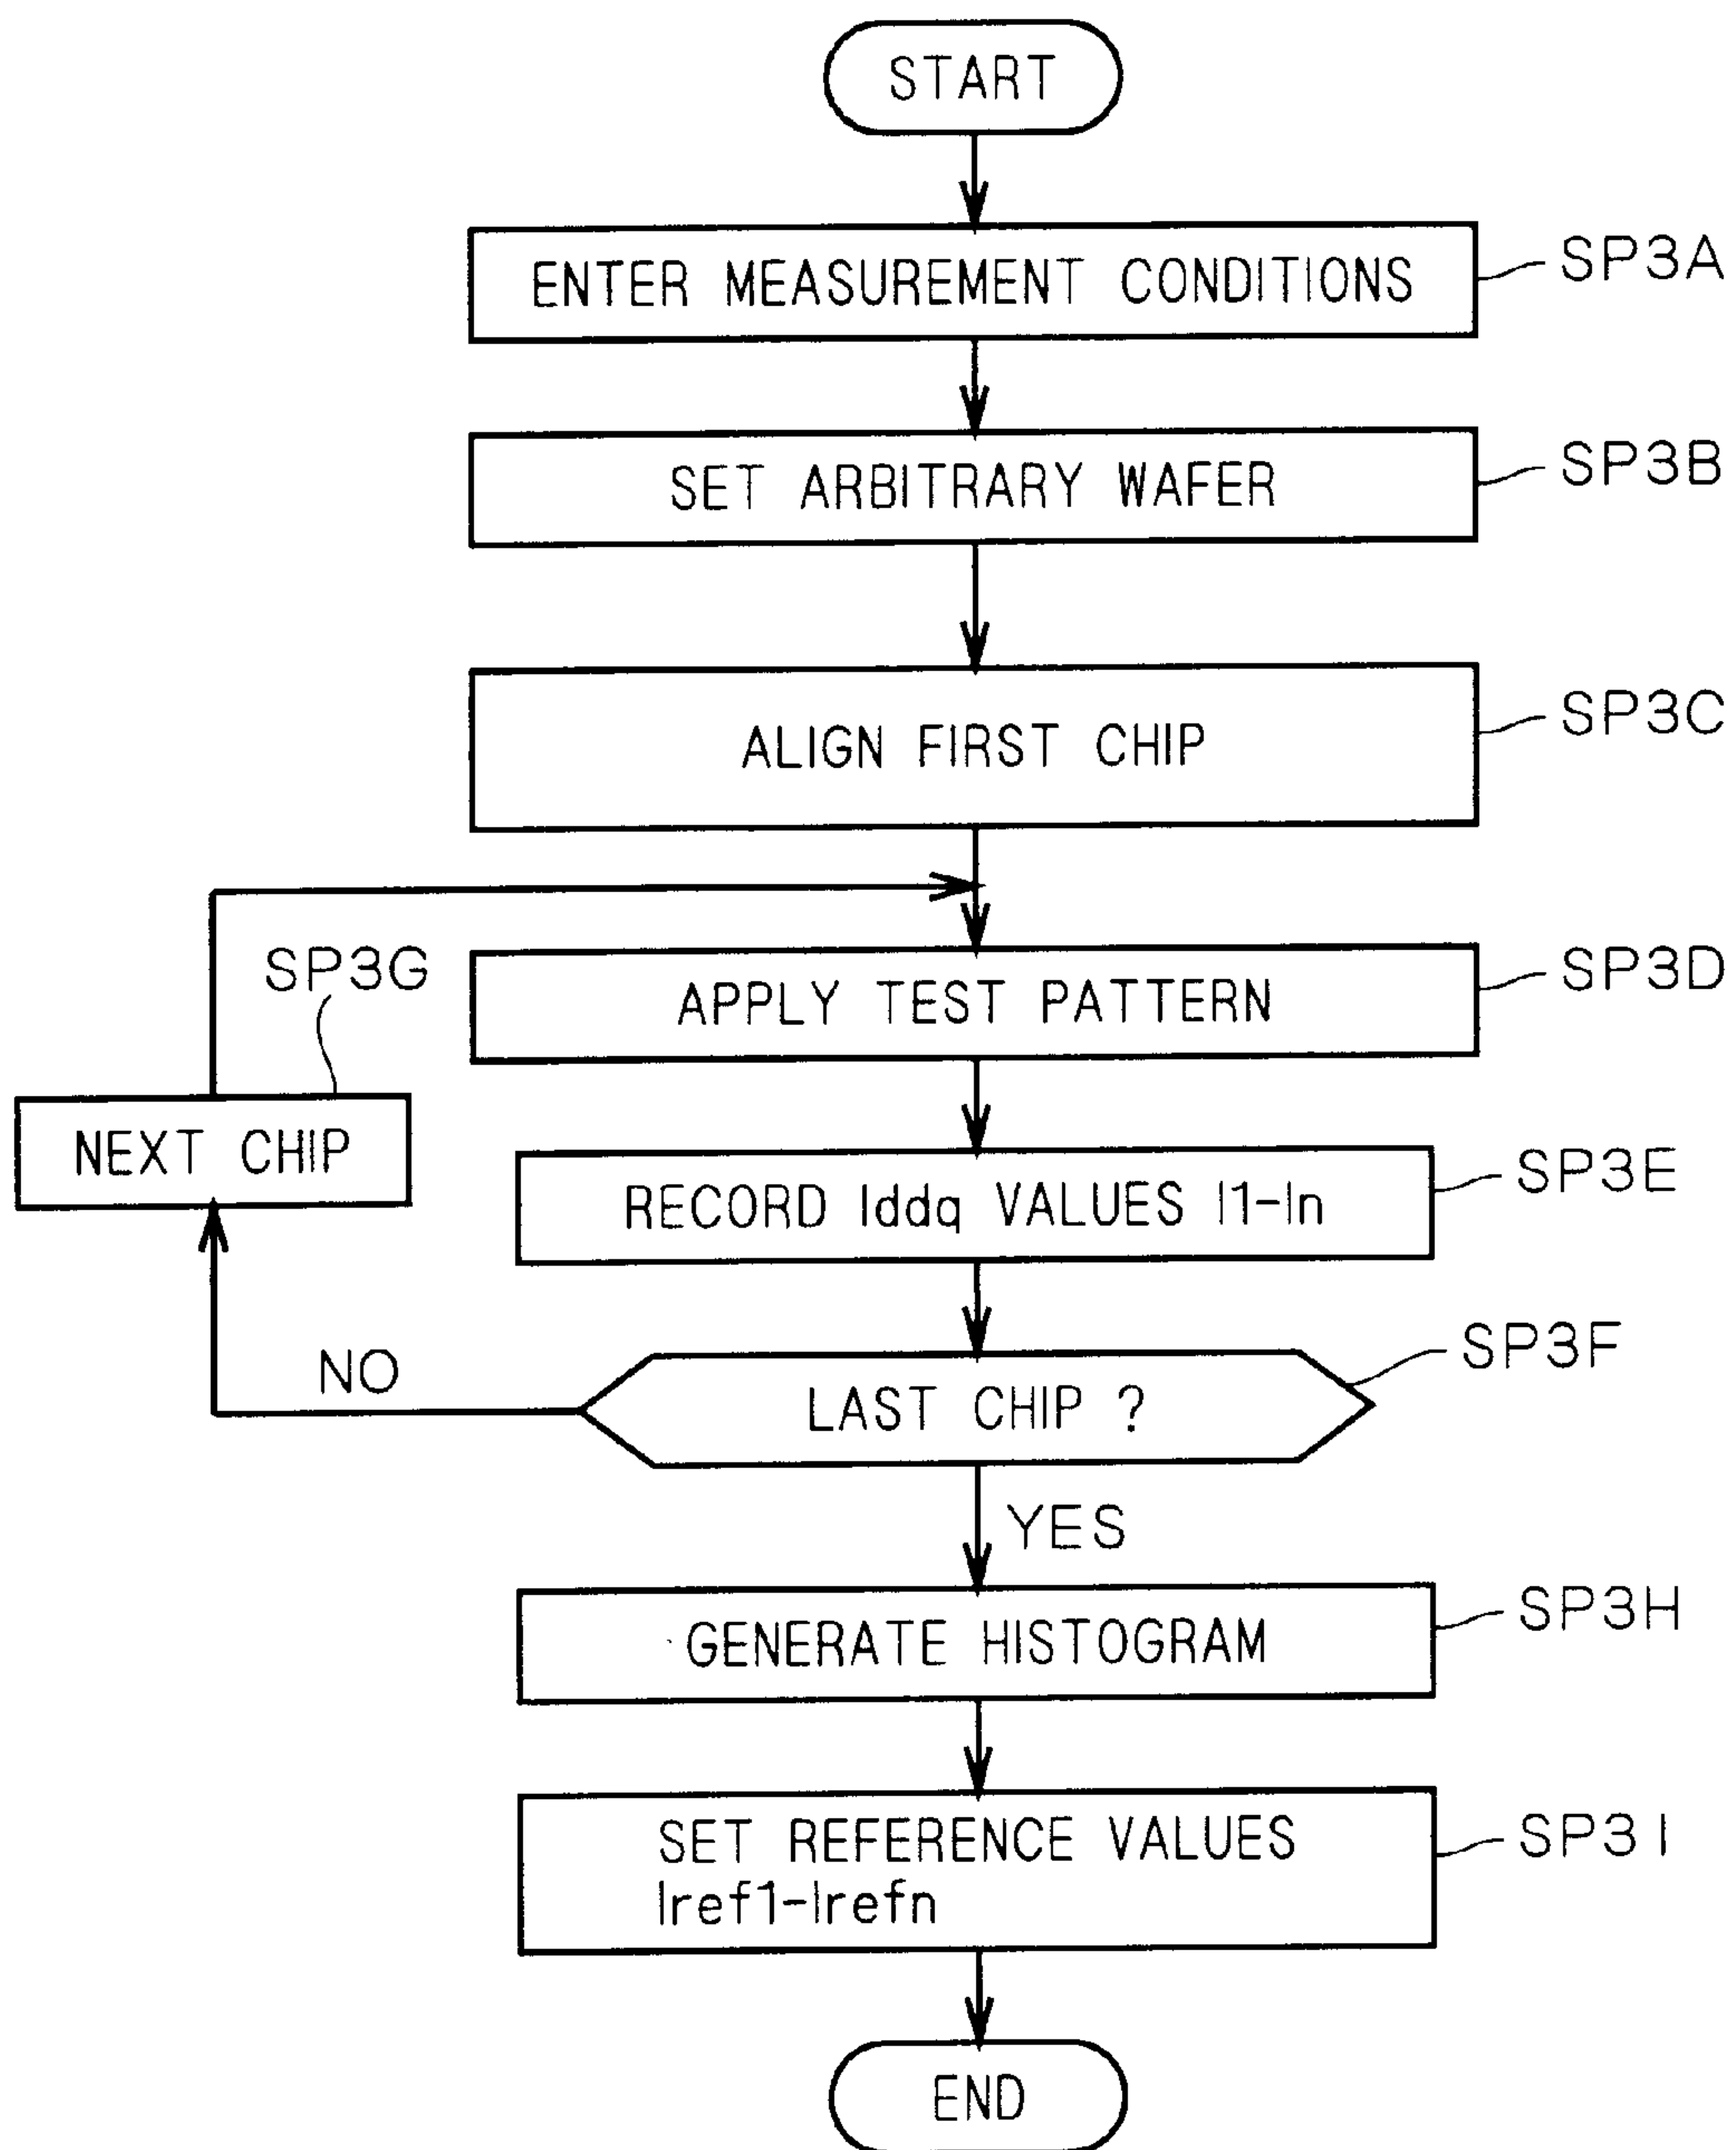 START
ENTER MEASUREMENT CONDITIONS
SP3A
SET ARBITRARY WAFER
SP3B
ALIGN FIRST CHIP
SP3C
APPLY TEST PATTERN
SP3D
SP3G
NEXT CHIP
RECORD Iddq VALUES I1-In
SP3E
LAST CHIP ?
SP3F
NO
YES
GENERATE HISTOGRAM
SP3H
SET REFERENCE VALUES
Iref1-Irefn
SP3I
END